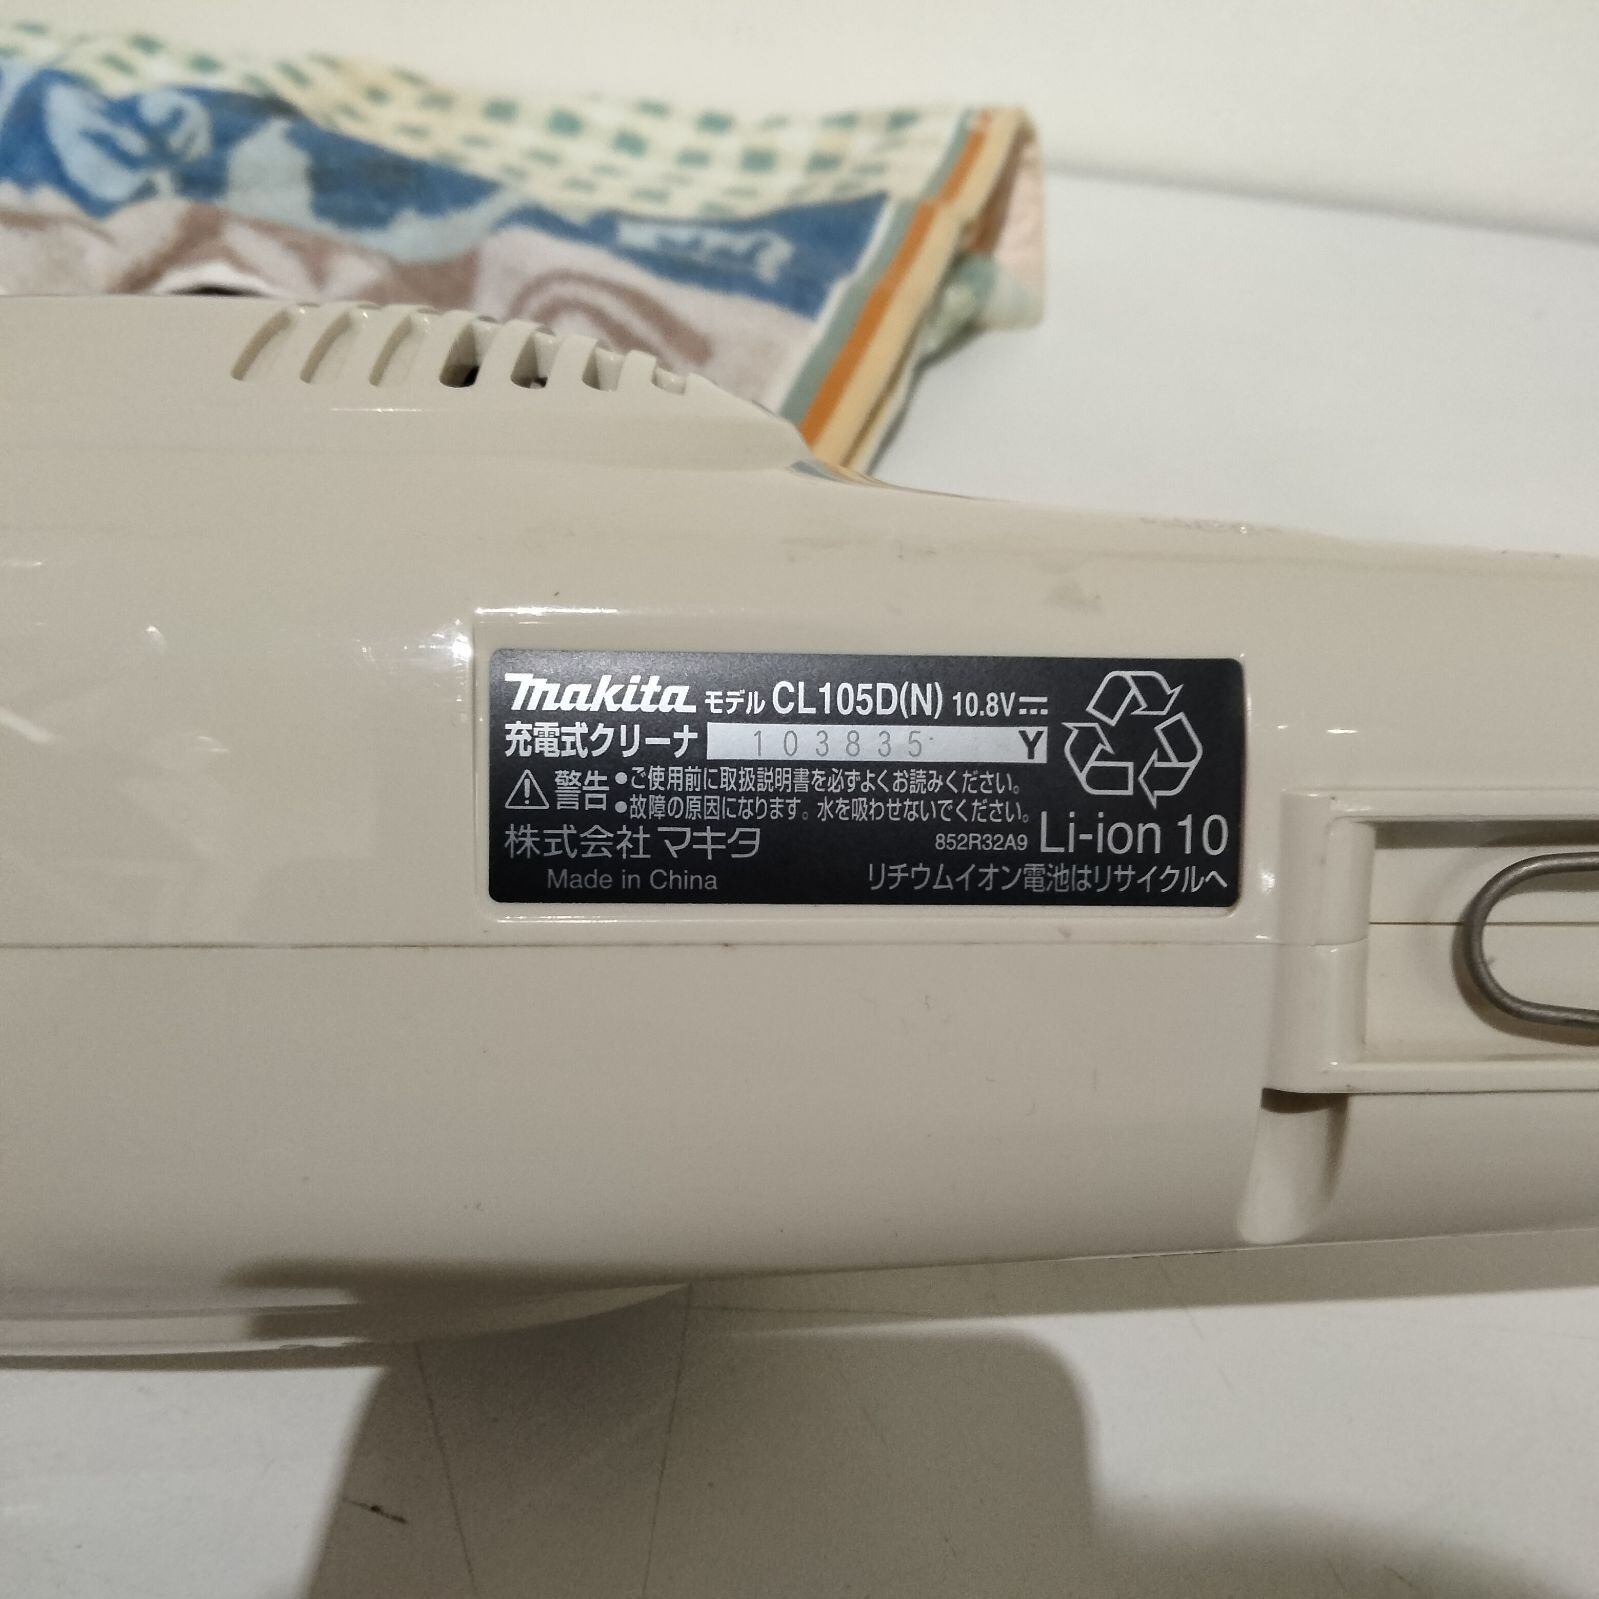 makita モデル CL105D(N) 10.8V
充電式クリーナ 103835 Y
警告 •ご使用前に取扱説明書を必ずよくお読みください。
•故障の原因になります。水を吸わせないでください。
株式会社マキタ 852R32A9 Li-ion 10
Made in China リチウムイオン電池はリサイクルへ